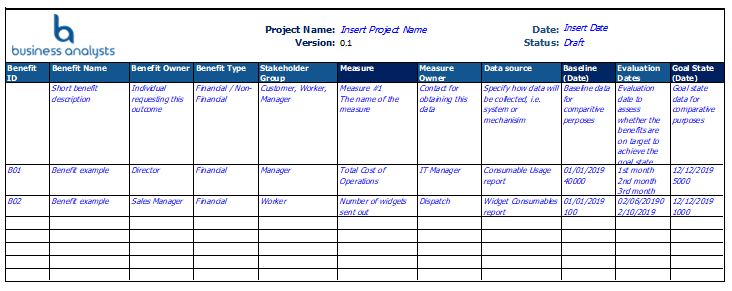 b
business analysts
Project Name: Insert Project Name
Version: 0.1
Date: Insert Date
Status: Draft
Benefit ID
Benefit Name
Benefit Owner
Benefit Type
Stakeholder
Group
Measure
Measure
Owner
Data source
Baseline
(Date)
Evaluation
Dates
Goal State
(Date)
Short benefit
description
Individual
requesting this
outcome
Financial / Non-
Financial
Customer, Worker,
Manager
Measure #1
The name of the
measure
Contact for
obtaining this
data
Specify how data will
be collected, i.e.
system or
mechanisim
Baseline data
for
comparitive
perposes
Evaluation
date to
assess
whether the
benefits are
on target to
achieve the
goal state
Goal state
data for
comparative
purposes
B01
Benefit example
Director
Financial
Manager
Total Cost of
Operations
IT Manager
Consumable Usage
report
01/01/2019
40000
1st month
2nd month
3rd month
12/12/2019
5000
B02
Benefit example
Sales Manager
Financial
Worker
Number of widgets
sent out
Dispatch
Widget Consumables
report
01/01/2019
100
02/06/20190
2/10/2019
12/12/2019
1000